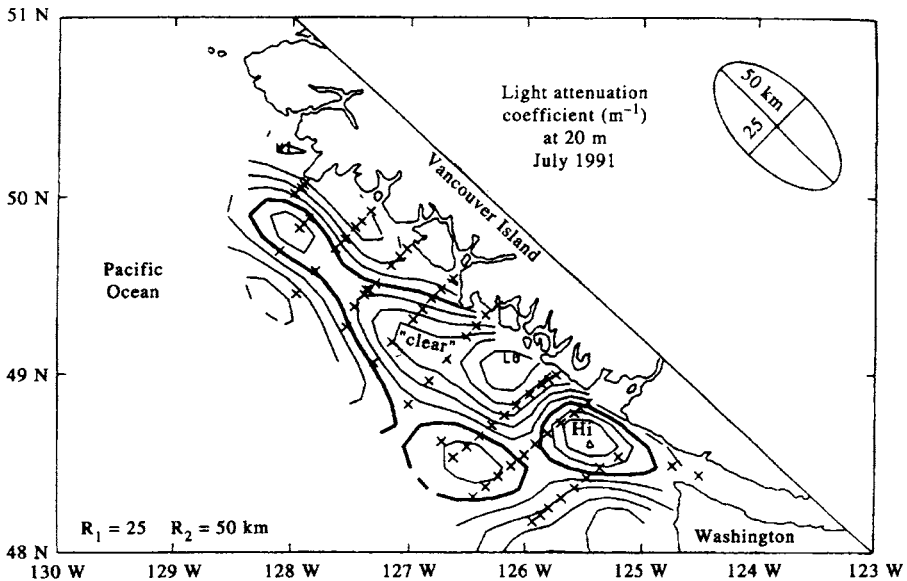 51 N
50 N
49 N
48 N
130 W
129 W
128 W
127 W
126 W
125 W
124 W
123 W
Light attenuation
coefficient (m⁻¹)
at 20 m
July 1991
50 km
25
Vancouver Island
Pacific
Ocean
"clear"
Lo
Hi
R₁ = 25 R₂ = 50 km
Washington